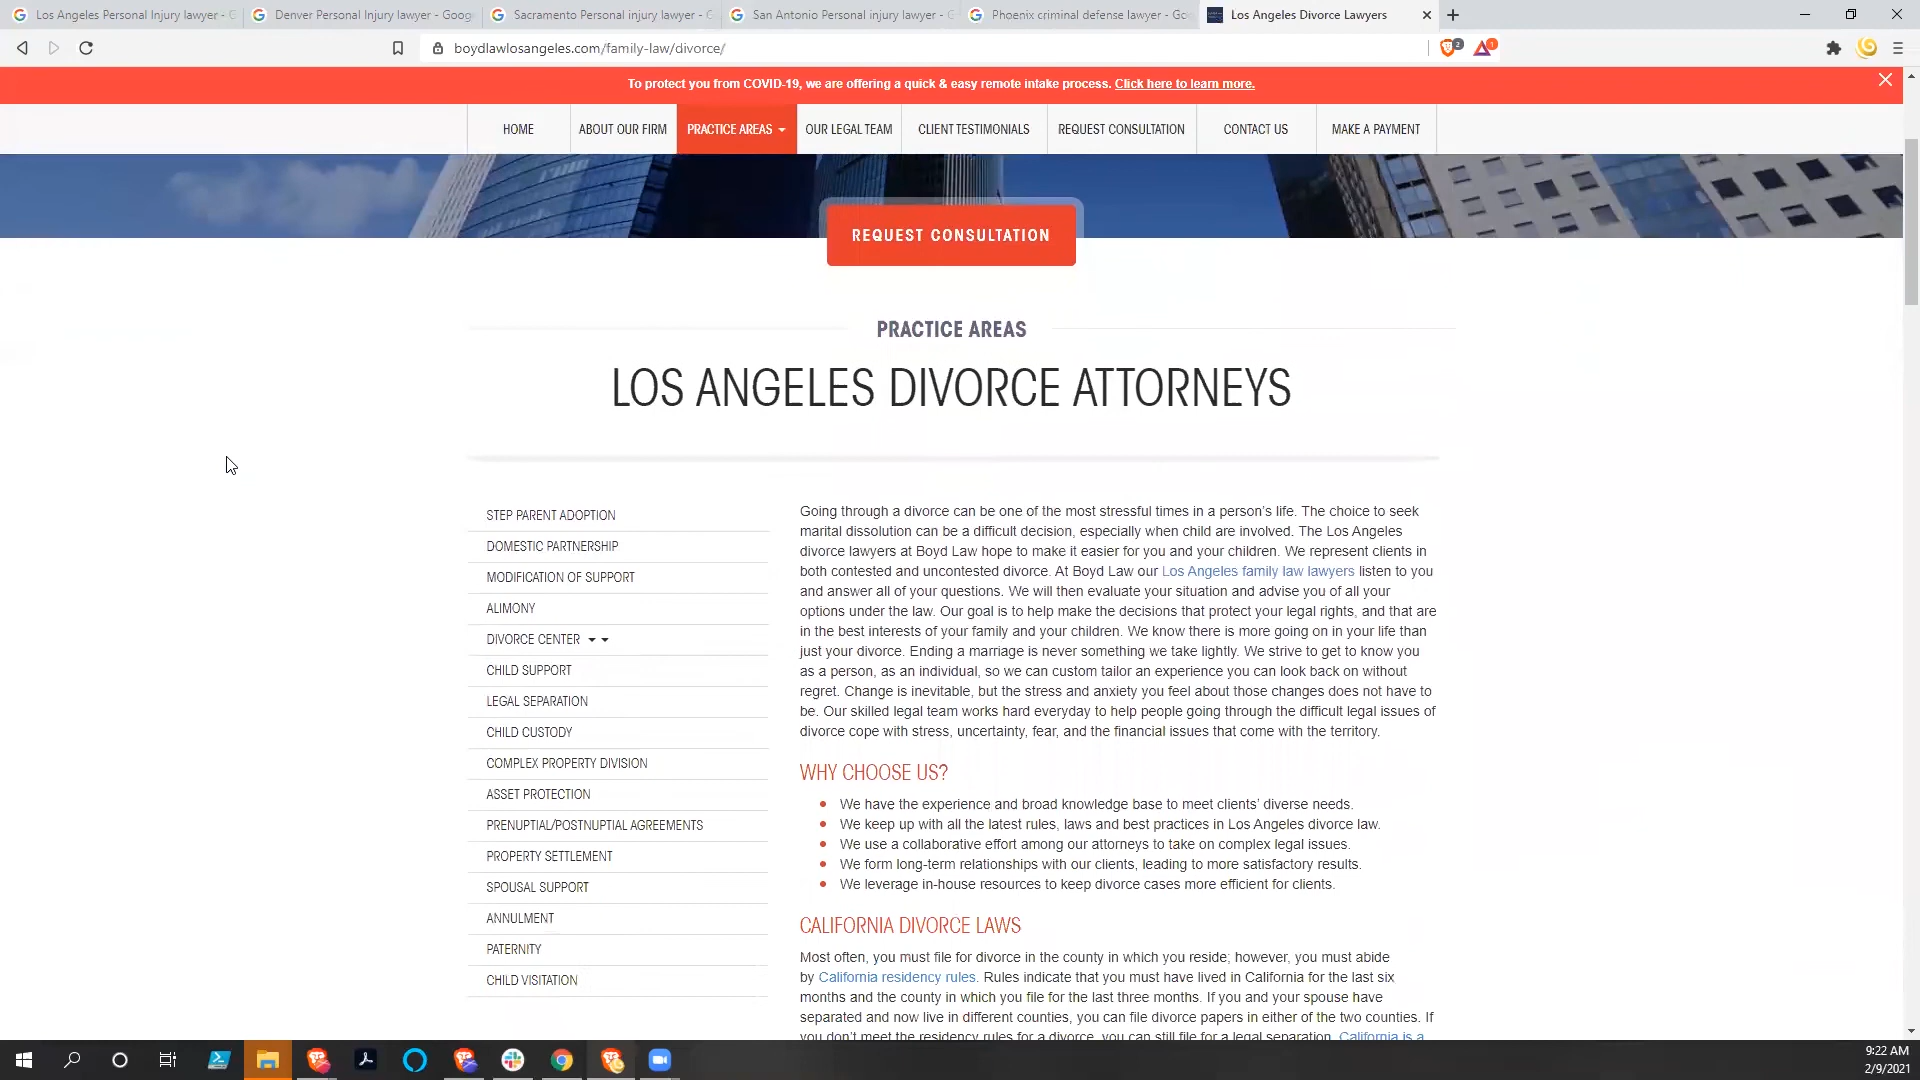 Los Angeles Personal Injury lawyer - G
Denver Personal Injury lawyer - Goog
Sacramento Personal injury lawyer - G
San Antonio Personal injury lawyer - G
Phoenix criminal defense lawyer - Go
Los Angeles Divorce Lawyers
boydlawlosangeles.com/family-law/divorce/
2
1
To protect you from COVID-19, we are offering a quick & easy remote intake process. Click here to learn more.
HOME
ABOUT OUR FIRM
PRACTICE AREAS
OUR LEGAL TEAM
CLIENT TESTIMONIALS
REQUEST CONSULTATION
CONTACT US
MAKE A PAYMENT
REQUEST CONSULTATION
PRACTICE AREAS
LOS ANGELES DIVORCE ATTORNEYS
STEP PARENT ADOPTION
DOMESTIC PARTNERSHIP
MODIFICATION OF SUPPORT
ALIMONY
DIVORCE CENTER
CHILD SUPPORT
LEGAL SEPARATION
CHILD CUSTODY
COMPLEX PROPERTY DIVISION
ASSET PROTECTION
PRENUPTIAL/POSTNUPTIAL AGREEMENTS
PROPERTY SETTLEMENT
SPOUSAL SUPPORT
ANNULMENT
PATERNITY
CHILD VISITATION
Going through a divorce can be one of the most stressful times in a person's life. The choice to seek
marital dissolution can be a difficult decision, especially when child are involved. The Los Angeles
divorce lawyers at Boyd Law hope to make it easier for you and your children. We represent clients in
both contested and uncontested divorce. At Boyd Law our Los Angeles family law lawyers listen to you
and answer all of your questions. We will then evaluate your situation and advise you of all your
options under the law. Our goal is to help make the decisions that protect your legal rights, and that are
in the best interests of your family and your children. We know there is more going on in your life than
just your divorce. Ending a marriage is never something we take lightly. We strive to get to know you
as a person, as an individual, so we can custom tailor an experience you can look back on without
regret. Change is inevitable, but the stress and anxiety you feel about those changes does not have to
be. Our skilled legal team works hard everyday to help people going through the difficult legal issues of
divorce cope with stress, uncertainty, fear, and the financial issues that come with the territory.
WHY CHOOSE US?
We have the experience and broad knowledge base to meet clients' diverse needs.
We keep up with all the latest rules, laws and best practices in Los Angeles divorce law.
We use a collaborative effort among our attorneys to take on complex legal issues.
We form long-term relationships with our clients, leading to more satisfactory results.
We leverage in-house resources to keep divorce cases more efficient for clients.
CALIFORNIA DIVORCE LAWS
Most often, you must file for divorce in the county in which you reside; however, you must abide
by California residency rules. Rules indicate that you must have lived in California for the last six
months and the county in which you file for the last three months. If you and your spouse have
separated and now live in different counties, you can file divorce papers in either of the two counties. If
you don't meet the residency rules for a divorce, you can still file for a legal separation. California is a
9:22 AM
2/9/2021